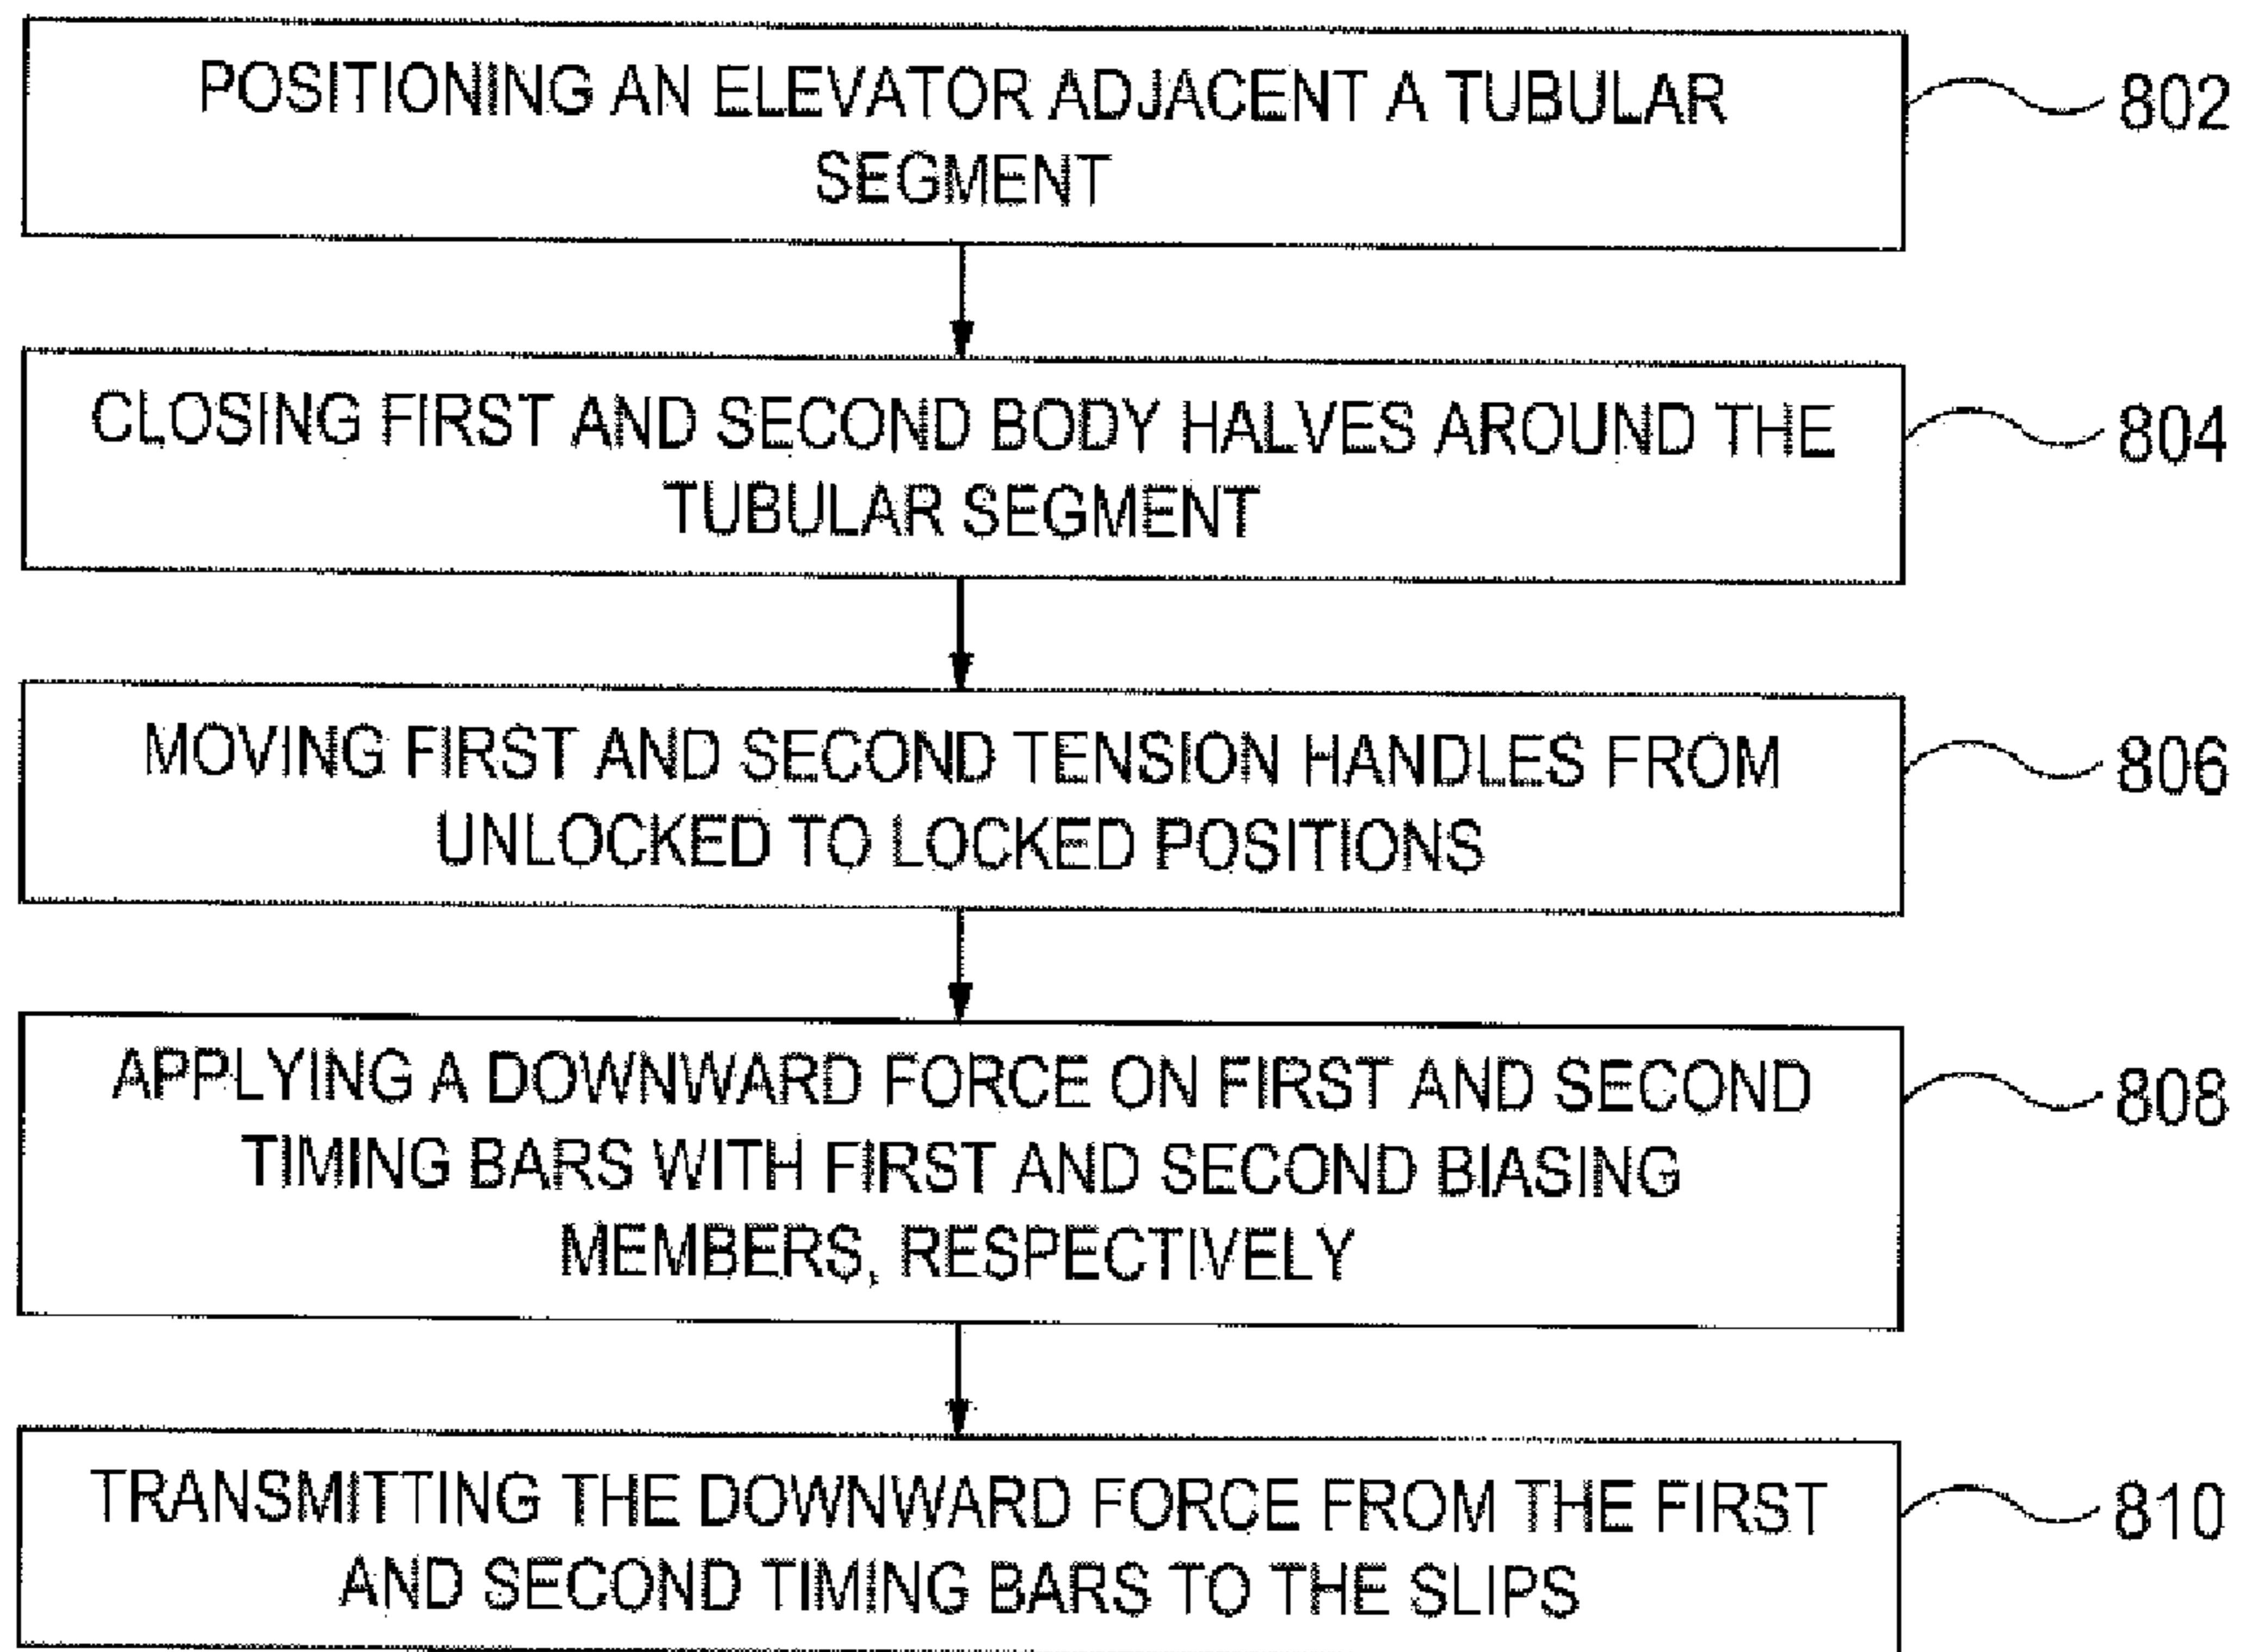 POSITIONING AN ELEVATOR ADJACENT A TUBULAR
SEGMENT
802
CLOSING FIRST AND SECOND BODY HALVES AROUND THE
TUBULAR SEGMENT
804
MOVING FIRST AND SECOND TENSION HANDLES FROM
UNLOCKED TO LOCKED POSITIONS
806
APPLYING A DOWNWARD FORCE ON FIRST AND SECOND
TIMING BARS WITH FIRST AND SECOND BIASING
MEMBERS, RESPECTIVELY
808
TRANSMITTING THE DOWNWARD FORCE FROM THE FIRST
AND SECOND TIMING BARS TO THE SLIPS
810